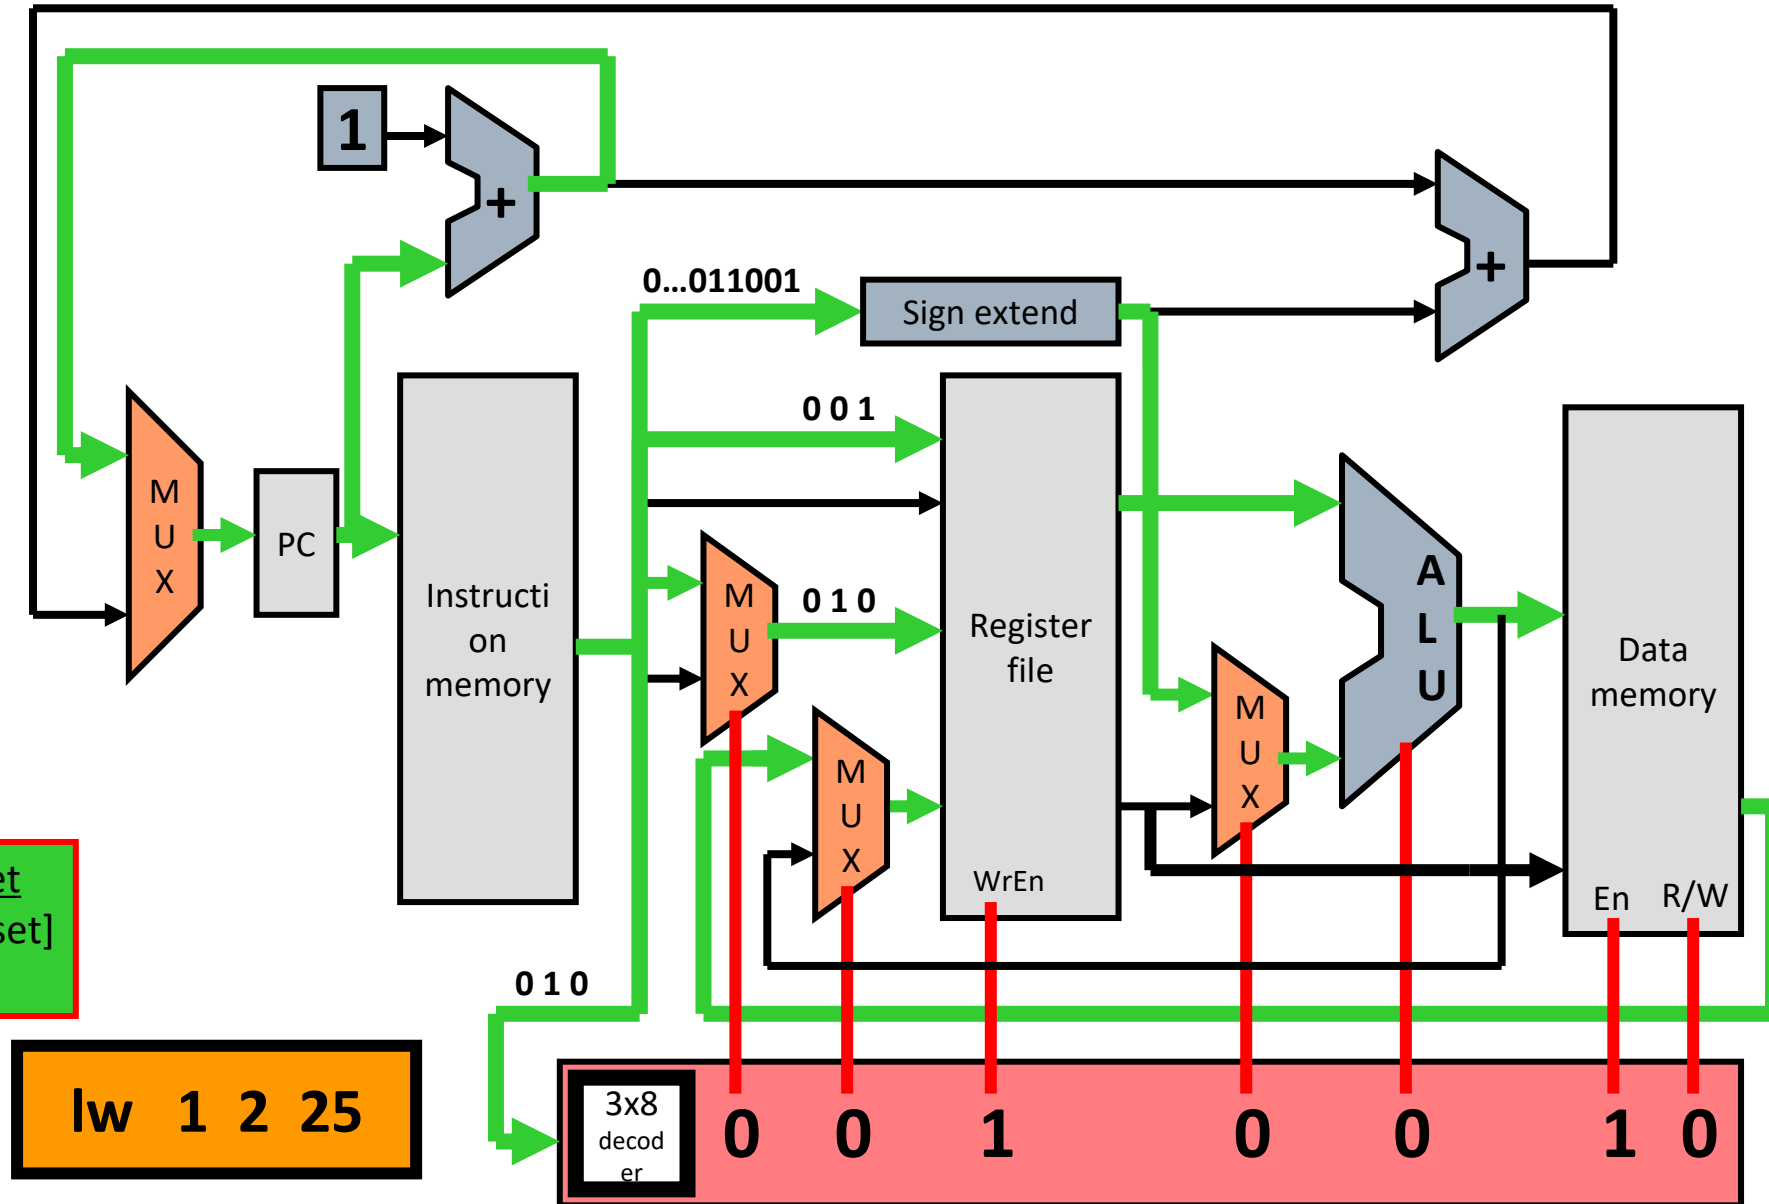 1
+
+
0...011001
Sign extend
0 0 1
M
U
X
PC
Instructi
on
memory
M
U
X
0 1 0
Register
file
WrEn
M
U
X
M
U
X
A
L
U
Data
memory
En R/W
et
set]
0 1 0
lw 1 2 25
3x8
decod
er
0 0 1 0 0 1 0